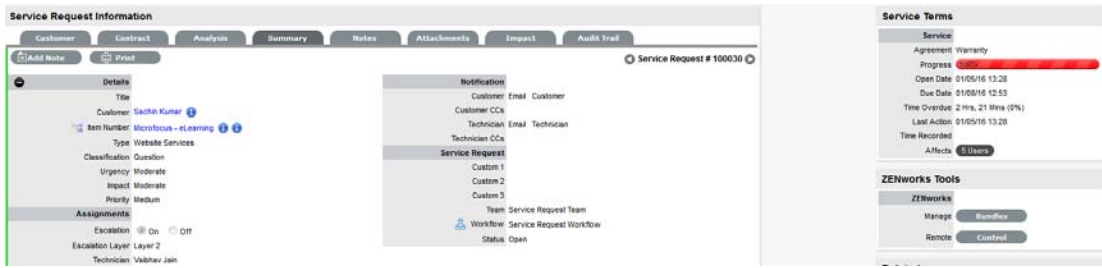 Service Request Information
Customer Contract Analysis Summary Notes Attachments Impact Audit Trail
Add Note Print
Service Request # 100030
Details
Title
Customer Sachin Kumar
Item Number Microfocus - eLearning
Type Website Services
Classification Question
Urgency Moderate
Impact Moderate
Priority Medium
Assignments
Escalation On Off
Escalation Layer Layer 2
Technician Vaibhav Jain
Notification
Customer Email Customer
Customer CCs
Technician Email Technician
Technician CCs
Service Request
Custom 1
Custom 2
Custom 3
Team Service Request Team
Workflow Service Request Workflow
Status Open
Service Terms
Service
Agreement Warranty
Progress
Open Date 01/05/16 13:28
Due Date 01/08/16 12:53
Time Overdue 2 Hrs, 21 Mins (0%)
Last Action 01/05/16 13:28
Time Recorded
Affects 5 Users
ZENworks Tools
ZENworks
Manage Bundles
Remote Control